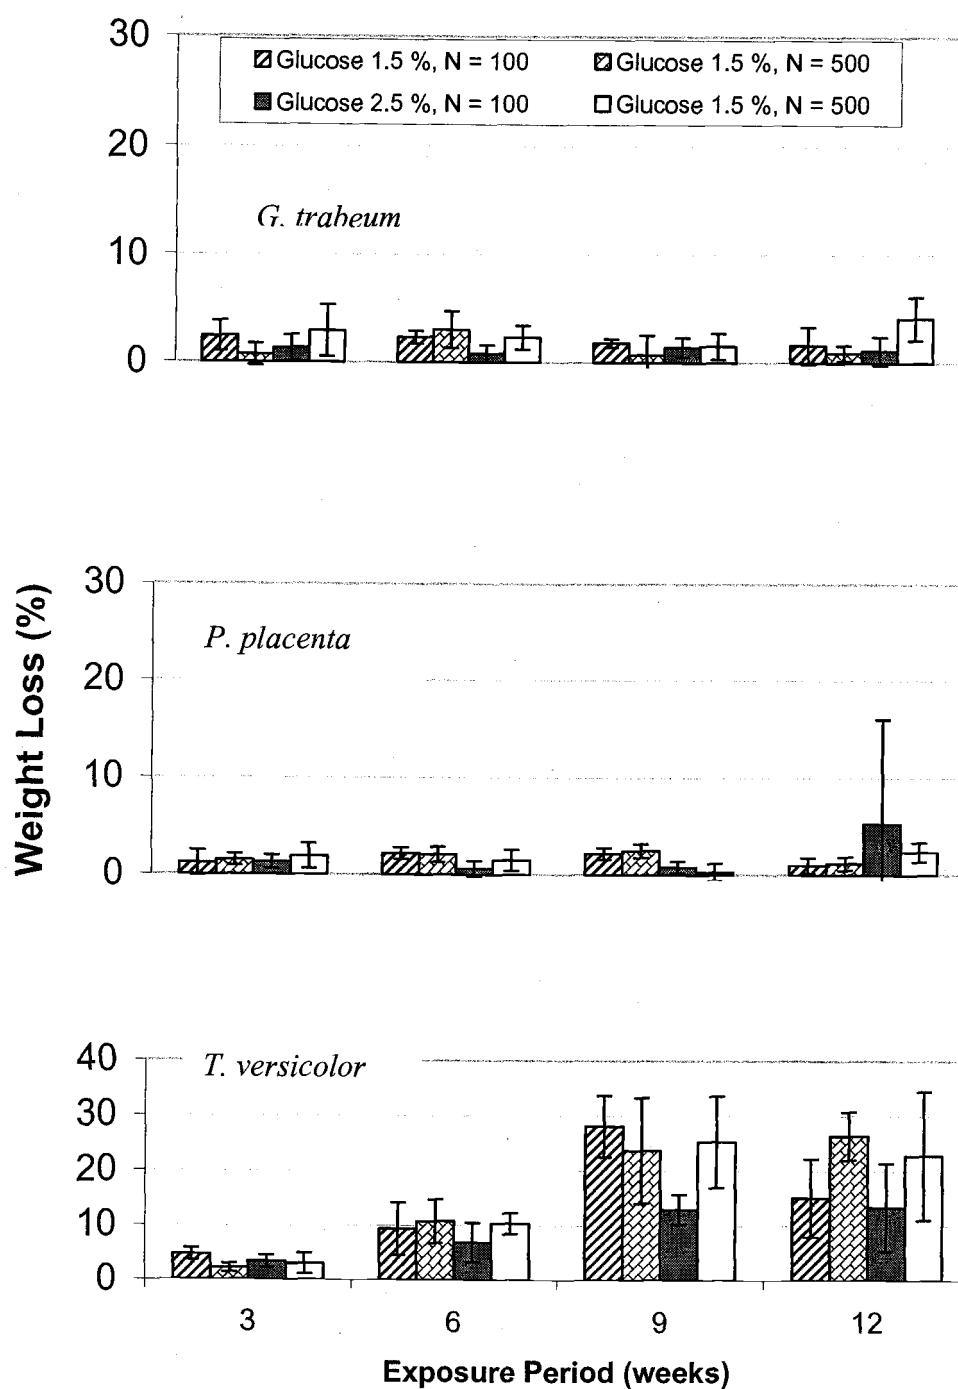 30
Glucose 1.5 %, N = 100 Glucose 1.5 %, N = 500
Glucose 2.5 %, N = 100 Glucose 1.5 %, N = 500
20
G. trabeum
10
0
30
P. placenta
20
10
0
Weight Loss (%)
40
T. versicolor
30
20
10
0
3 6 9 12
Exposure Period (weeks)